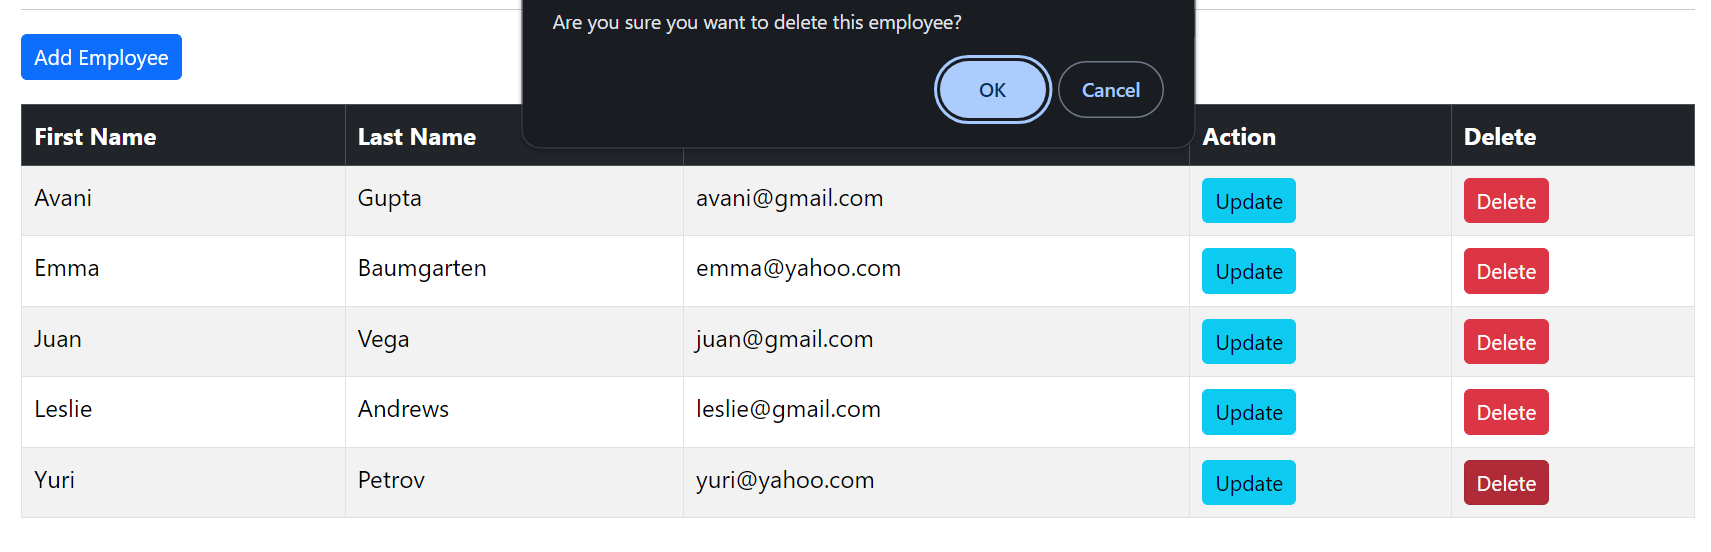 Are you sure you want to delete this employee?
OK Cancel
Add Employee
First Name Last Name Action Delete
Avani Gupta avani@gmail.com Update Delete
Emma Baumgarten emma@yahoo.com Update Delete
Juan Vega juan@gmail.com Update Delete
Leslie Andrews leslie@gmail.com Update Delete
Yuri Petrov yuri@yahoo.com Update Delete